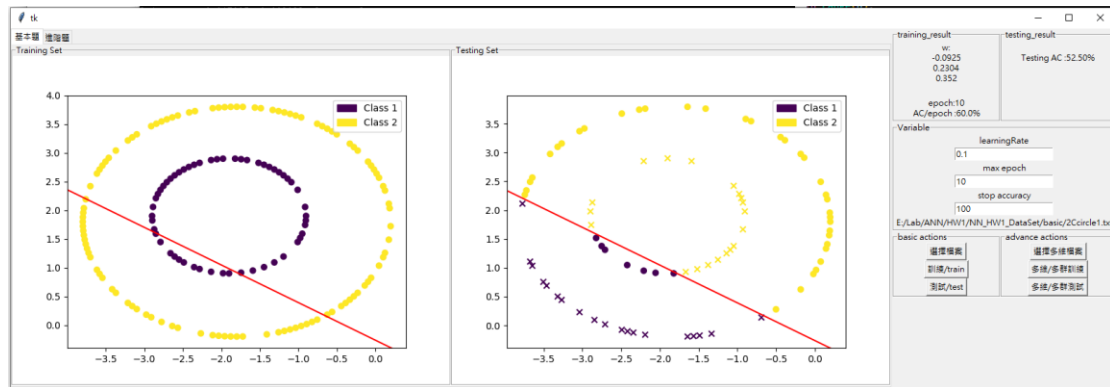 tk
基本題 進階題
Training Set
Testing Set
training_result
testing_result
w:
-0.0925
0.2304
0.352
epoch:10
AC/epoch :60.0%
Testing AC :52.50%
Class 1
Class 2
4.0
3.5
3.0
2.5
2.0
1.5
1.0
0.5
0.0
−3.5 −3.0 −2.5 −2.0 −1.5 −1.0 −0.5 0.0
Class 1
Class 2
3.5
3.0
2.5
2.0
1.5
1.0
0.5
0.0
−3.5 −3.0 −2.5 −2.0 −1.5 −1.0 −0.5 0.0
Variable
learningRate
0.1
max epoch
10
stop accuracy
100
E:/Lab/ANN/HW1/NN_HW1_DataSet/basic/2Ccircle1.tx
basic actions
選擇檔案
訓練/train
測試/test
advance actions
選擇多維檔案
多維/多群訓練
多維/多群測試